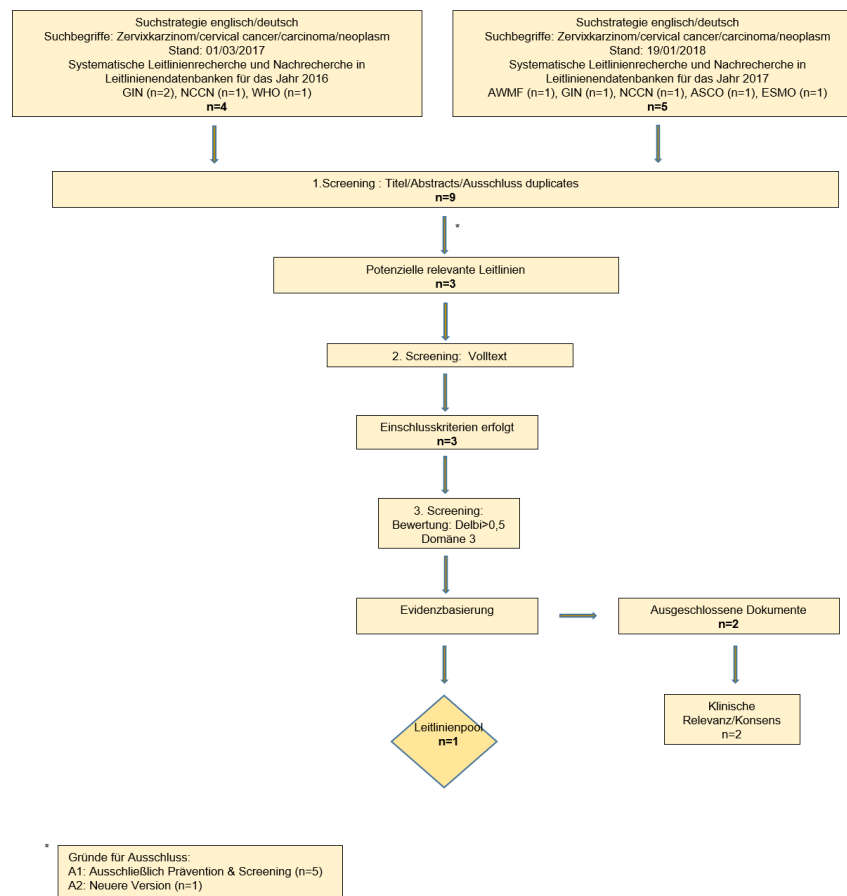 Suchstrategie englisch/deutsch
Suchbegriffe: Zervixkarzinom/cervical cancer/carcinoma/neoplasm
Stand: 01/03/2017
Systematische Leitlinienrecherche und Nachrecherche in
Leitlinienendatenbanken für das Jahr 2016
GIN (n=2), NCCN (n=1), WHO (n=1)
n=4
Suchstrategie englisch/deutsch
Suchbegriffe: Zervixkarzinom/cervical cancer/carcinoma/neoplasm
Stand: 19/01/2018
Systematische Leitlinienrecherche und Nachrecherche in
Leitlinienendatenbanken für das Jahr 2017
AWMF (n=1), GIN (n=1), NCCN (n=1), ASCO (n=1), ESMO (n=1)
n=5
1.Screening : Titel/Abstracts/Ausschluss duplicates
n=9
*
Potenzielle relevante Leitlinien
n=3
2. Screening: Volltext
Einschlusskriterien erfolgt
n=3
3. Screening:
Bewertung: Delbi>0,5
Domäne 3
Evidenzbasierung
Ausgeschlossene Dokumente
n=2
Leitlinienpool
n=1
Klinische
Relevanz/Konsens
n=2
*
Gründe für Ausschluss:
A1: Ausschließlich Prävention & Screening (n=5)
A2: Neuere Version (n=1)